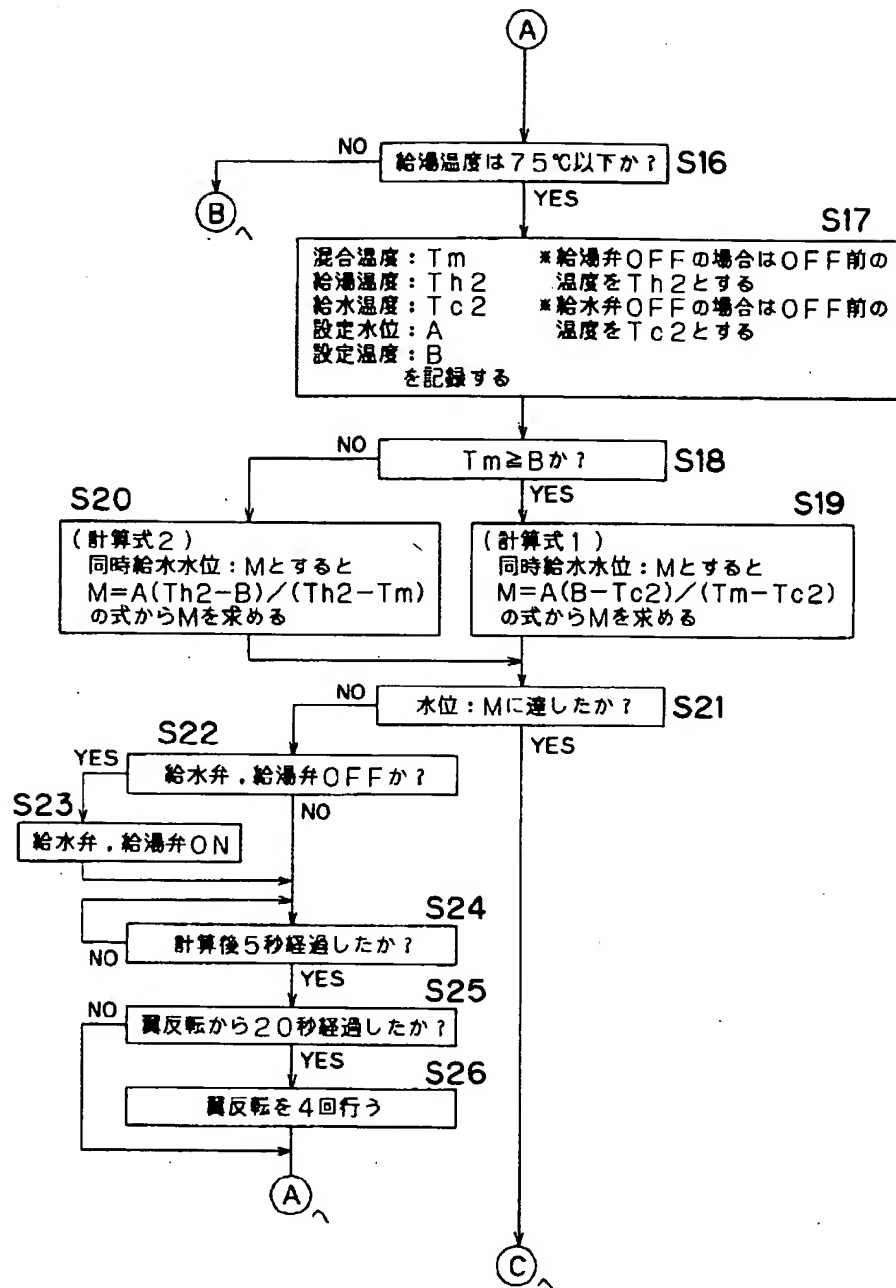 A
NO
給湯温度は75℃以下か?
S16
YES
Bへ
S17
混合温度:Tm
給湯温度:Th2
給水温度:Tc2
設定水位:A
設定温度:B
を記録する
*給湯弁OFFの場合はOFF前の
温度をTh2とする
*給水弁OFFの場合はOFF前の
温度をTc2とする
NO
Tm≧Bか?
S18
YES
S20
(計算式2)
同時給水水位:Mとすると
M=A(Th2-B)/(Th2-Tm)
の式からMを求める
S19
(計算式1)
同時給水水位:Mとすると
M=A(B-Tc2)/(Tm-Tc2)
の式からMを求める
NO
水位:Mに達したか?
S21
YES
S22
YES
給水弁.給湯弁OFFか?
NO
S23
給水弁.給湯弁ON
S24
計算後5秒経過したか?
NO
YES
S25
NO
翼反転から20秒経過したか?
YES
S26
翼反転を4回行う
Aへ
Cへ